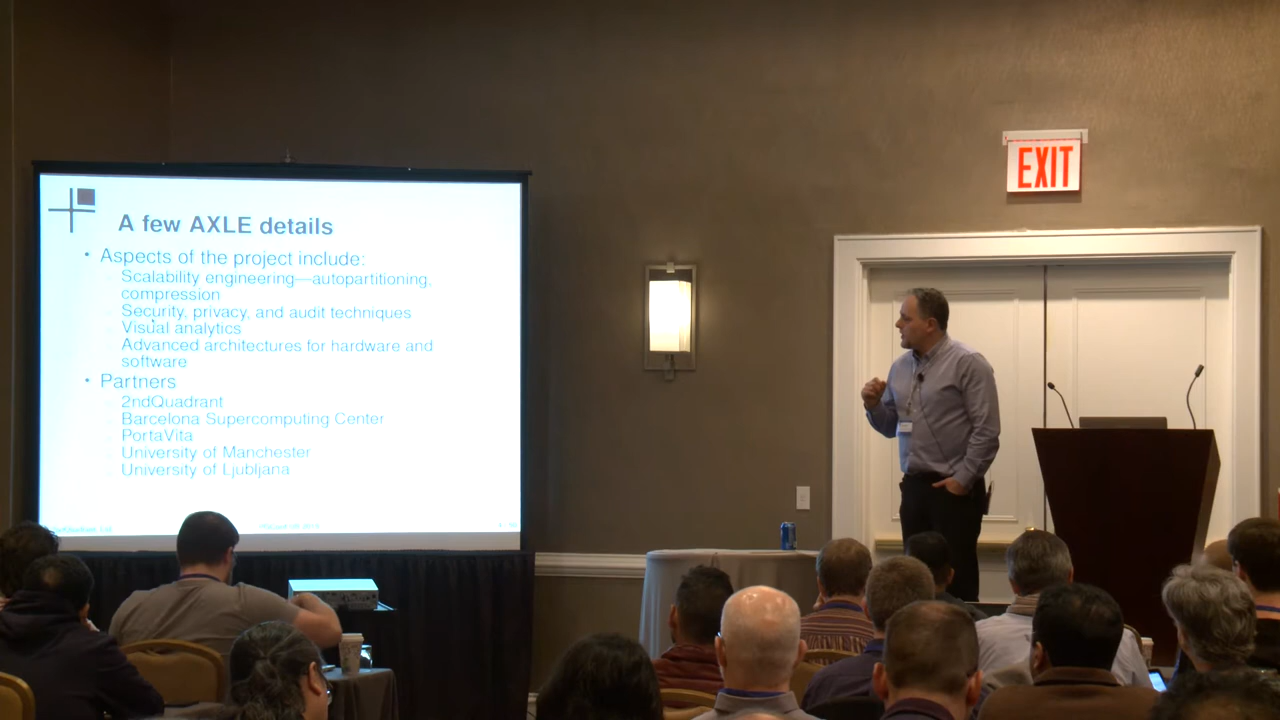 EXIT
A few AXLE details
• Aspects of the project include:
Scalability engineering—autopartitioning,
compression
Security, privacy, and audit techniques
Visual analytics
Advanced architectures for hardware and
software
• Partners
2ndQuadrant
Barcelona Supercomputing Center
PortaVita
University of Manchester
University of Ljubljana